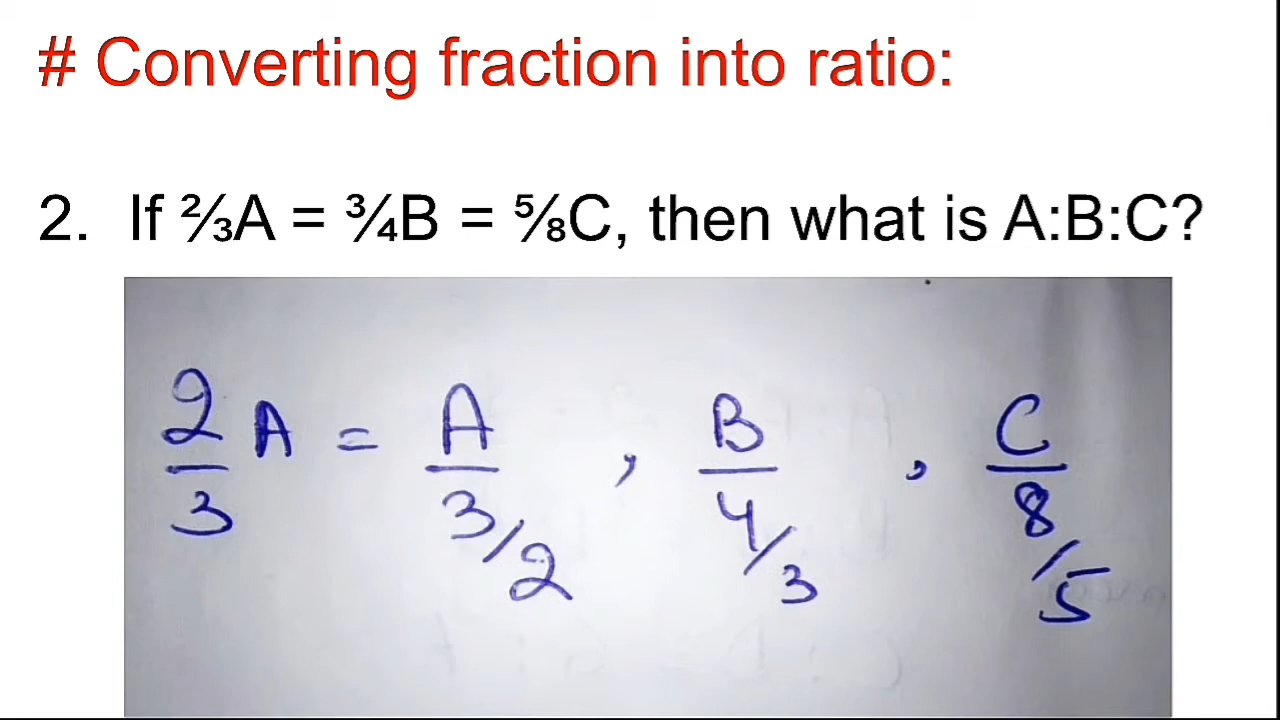 # Converting fraction into ratio:
2. If ⅔A = ¾B = ⅝C, then what is A:B:C?
2/3 A = A/3/2 , B/4/3 , C/8/5